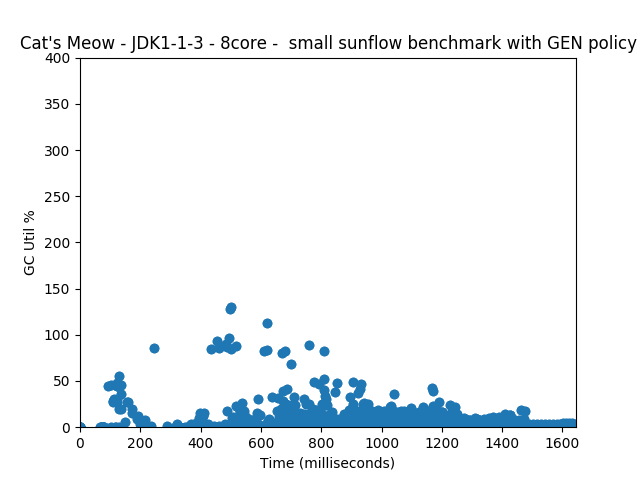 Cat's Meow - JDK1-1-3 - 8core -  small sunflow benchmark with GEN policy
400
350
300
250
200
150
100
50
0
GC Util %
0 200 400 600 800 1000 1200 1400 1600
Time (milliseconds)